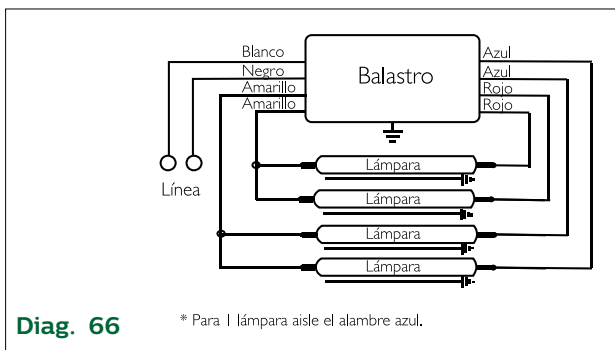 Blanco
Negro
Amarillo
Amarillo
Balastro
Azul
Azul
Rojo
Rojo
Línea
Lámpara
Lámpara
Lámpara
Lámpara
Diag. 66
* Para 1 lámpara aisle el alambre azul.